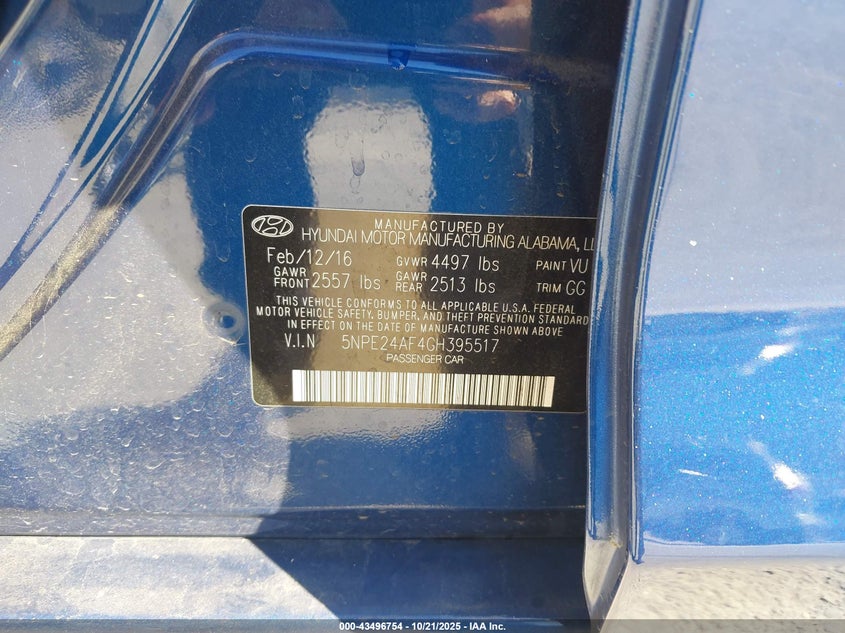 MANUFACTURED BY
HYUNDAI MOTOR MANUFACTURING ALABAMA, LL
Feb/12/16 GVWR 4497 lbs PAINT VU
GAWR FRONT 2557 lbs GAWR REAR 2513 lbs TRIM GG
THIS VEHICLE CONFORMS TO ALL APPLICABLE U.S.A. FEDERAL
MOTOR VEHICLE SAFETY, BUMPER, AND THEFT PREVENTION STANDARD
IN EFFECT ON THE DATE OF MANUFACTURE SHOWN ABOVE
V.I.N 5NPE24AF4GH395517
PASSENGER CAR
000-43496754 - 10/21/2025 - IAA Inc.